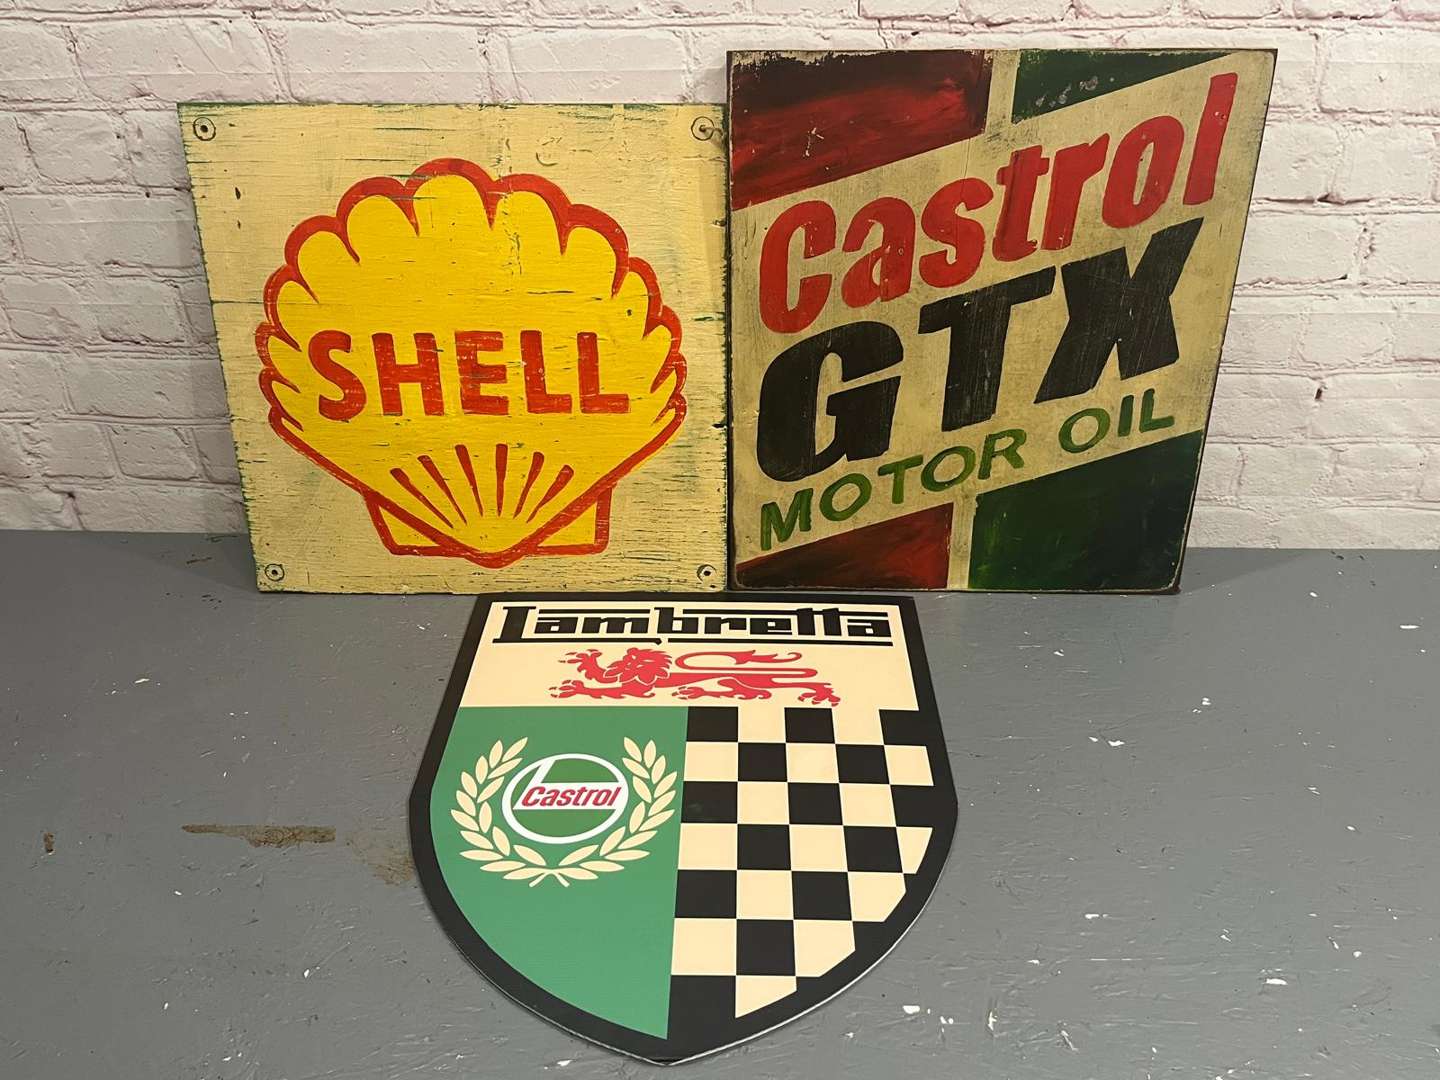 SHELL
Castrol
GTX
MOTOR OIL
Lambretta
Castrol